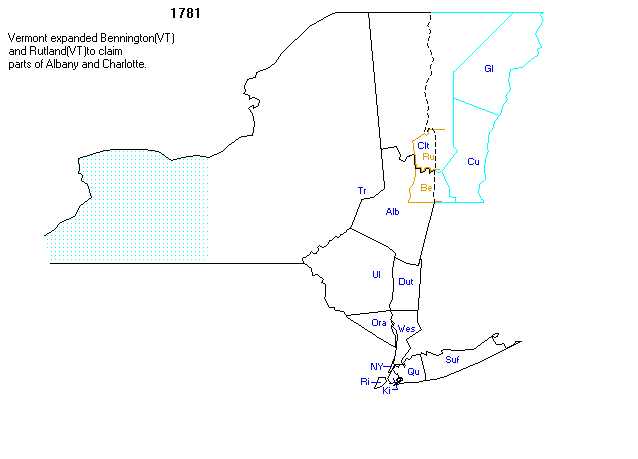 1781
Vermont expanded Bennington(VT)
and Rutland(VT)to claim
parts of Albany and Charlotte.
Gl
Clt
Ru
Cu
Tr
Be
Alb
Ul
Dut
Ora
Wes
Suf
NY
Qu
Ri
Ki